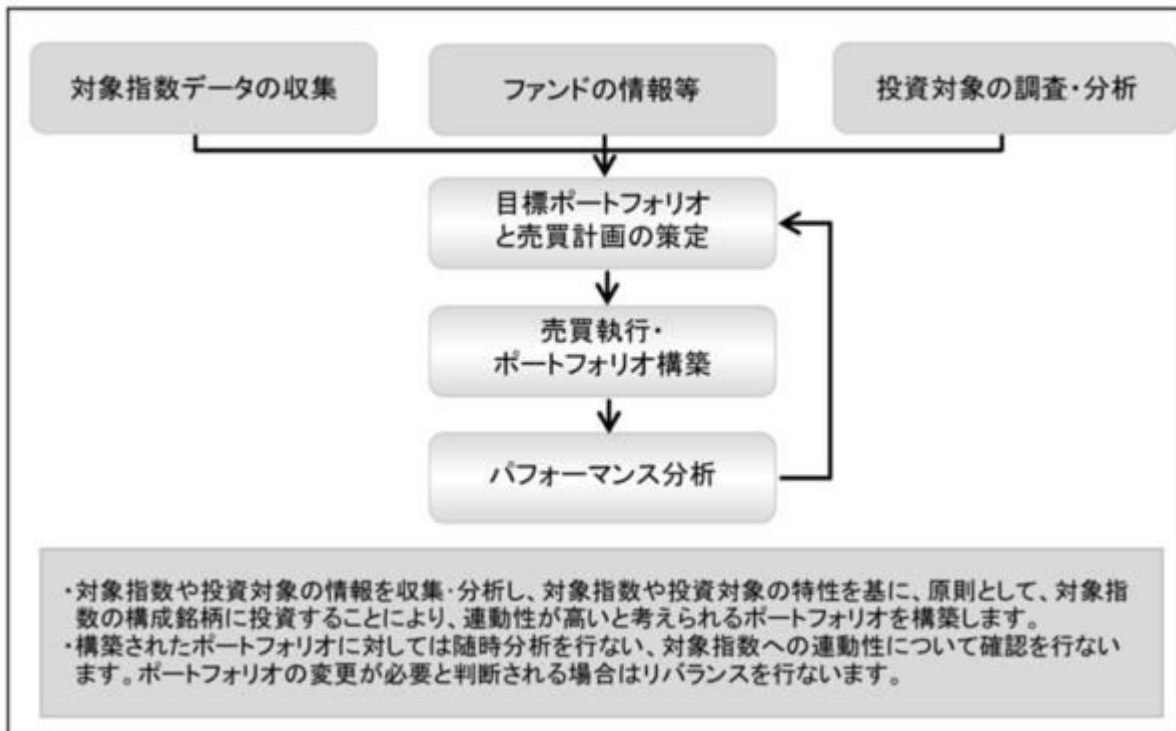 対象指数データの収集
ファンドの情報等
投資対象の調査・分析
目標ポートフォリオ
と売買計画の策定
売買執行・
ポートフォリオ構築
パフォーマンス分析
・対象指数や投資対象の情報を収集・分析し、対象指数や投資対象の特性を基に、原則として、対象指
数の構成銘柄に投資することにより、連動性が高いと考えられるポートフォリオを構築します。
・構築されたポートフォリオに対しては随時分析を行ない、対象指数への連動性について確認を行ない
ます。ポートフォリオの変更が必要と判断される場合はリバランスを行ないます。